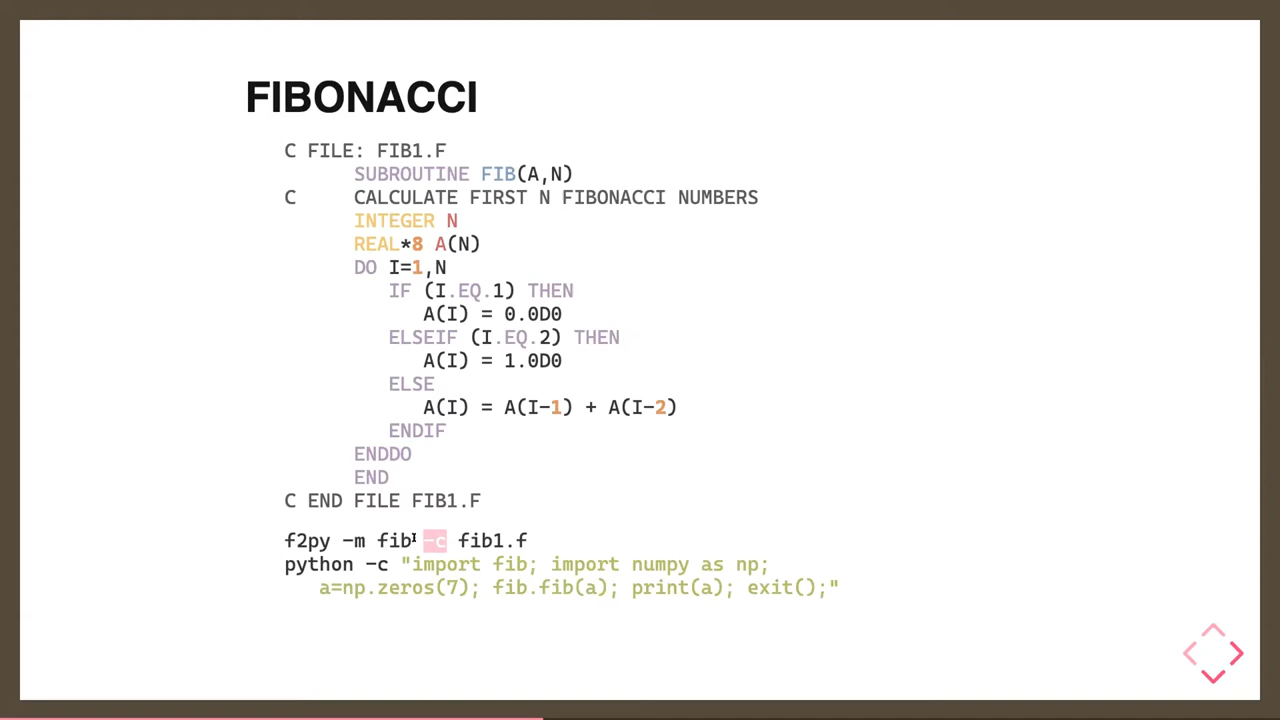 FIBONACCI
C FILE: FIB1.F
      SUBROUTINE FIB(A,N)
C     CALCULATE FIRST N FIBONACCI NUMBERS
      INTEGER N
      REAL*8 A(N)
      DO I=1,N
         IF (I.EQ.1) THEN
            A(I) = 0.0D0
         ELSEIF (I.EQ.2) THEN
            A(I) = 1.0D0
         ELSE
            A(I) = A(I-1) + A(I-2)
         ENDIF
      ENDDO
      END
C END FILE FIB1.F
f2py -m fib -c fib1.f
python -c "import fib; import numpy as np;
   a=np.zeros(7); fib.fib(a); print(a); exit();"